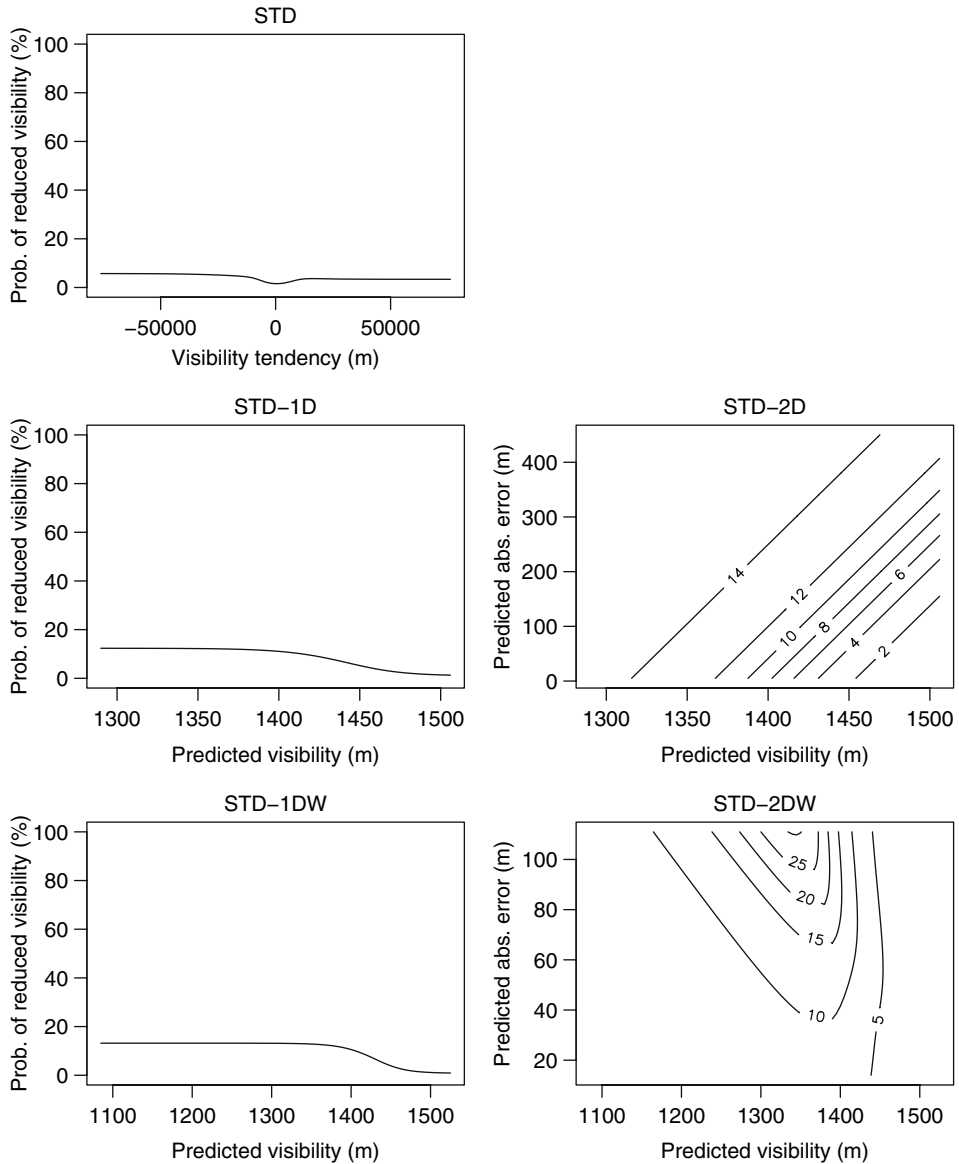 STD
Prob. of reduced visibility (%)
100
80
60
40
20
0
−50000 0 50000
Visibility tendency (m)
STD−1D
Prob. of reduced visibility (%)
100
80
60
40
20
0
1300 1350 1400 1450 1500
Predicted visibility (m)
STD−2D
Predicted abs. error (m)
400
300
200
100
0
14
12
10
8
6
4
2
1300 1350 1400 1450 1500
Predicted visibility (m)
STD−1DW
Prob. of reduced visibility (%)
100
80
60
40
20
0
1100 1200 1300 1400 1500
Predicted visibility (m)
STD−2DW
Predicted abs. error (m)
100
80
60
40
20
25
20
15
10
5
1100 1200 1300 1400 1500
Predicted visibility (m)